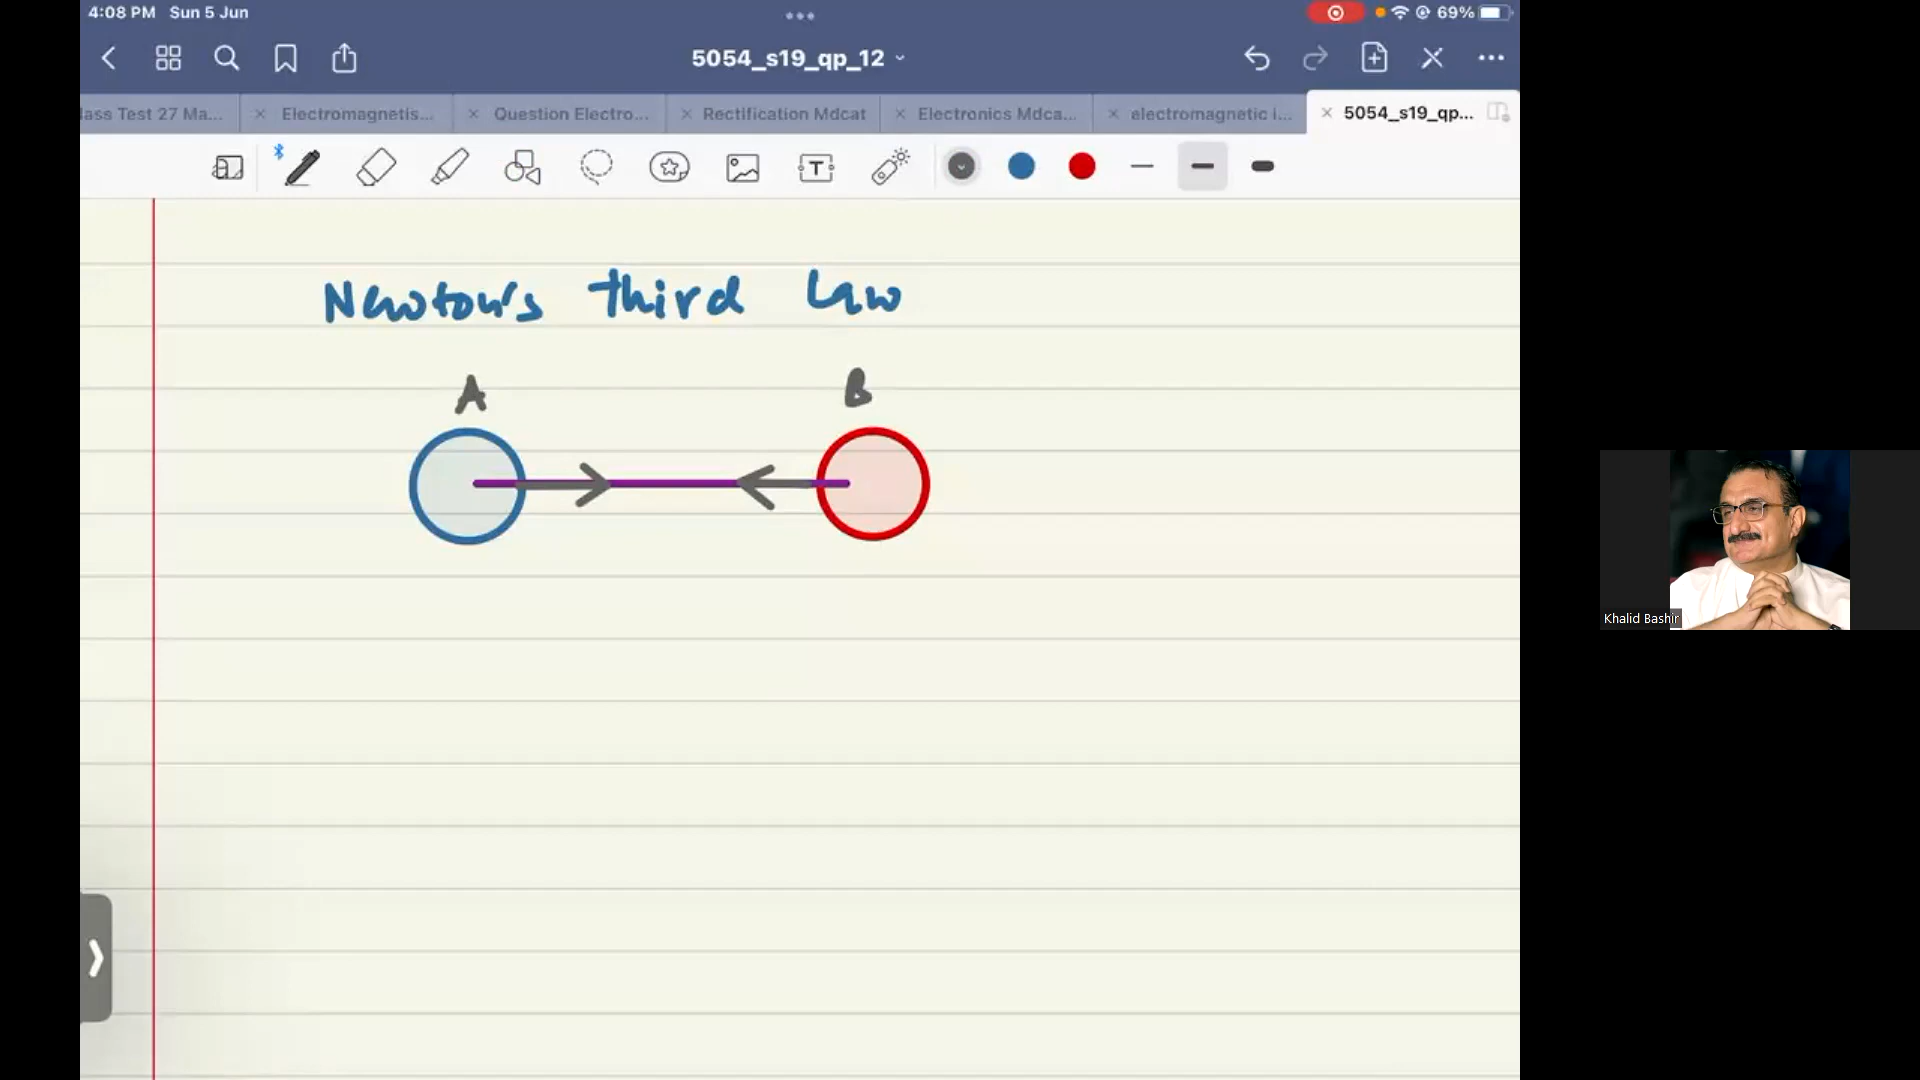 4:08 PM Sun 5 Jun
69%
5054_s19_qp_12
lass Test 27 Ma...
Electromagnetis...
Question Electro...
Rectification Mdcat
Electronics Mdca...
electromagnetic i...
5054_s19_qp...
T
Newton's third law
A B
Khalid Bashir